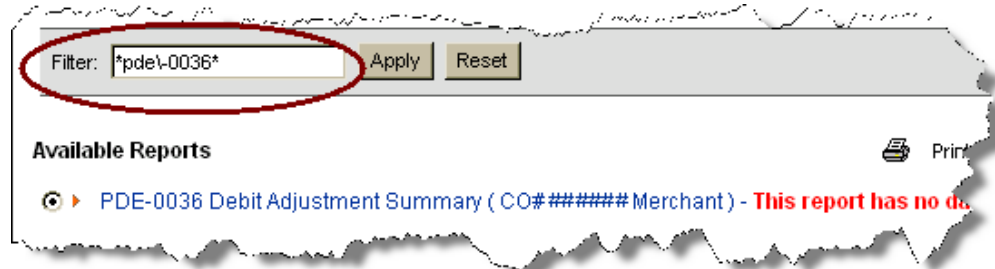 Filter: *pde\-0036* Apply Reset
Available Reports Print
PDE-0036 Debit Adjustment Summary ( CO####### Merchant ) - This report has no